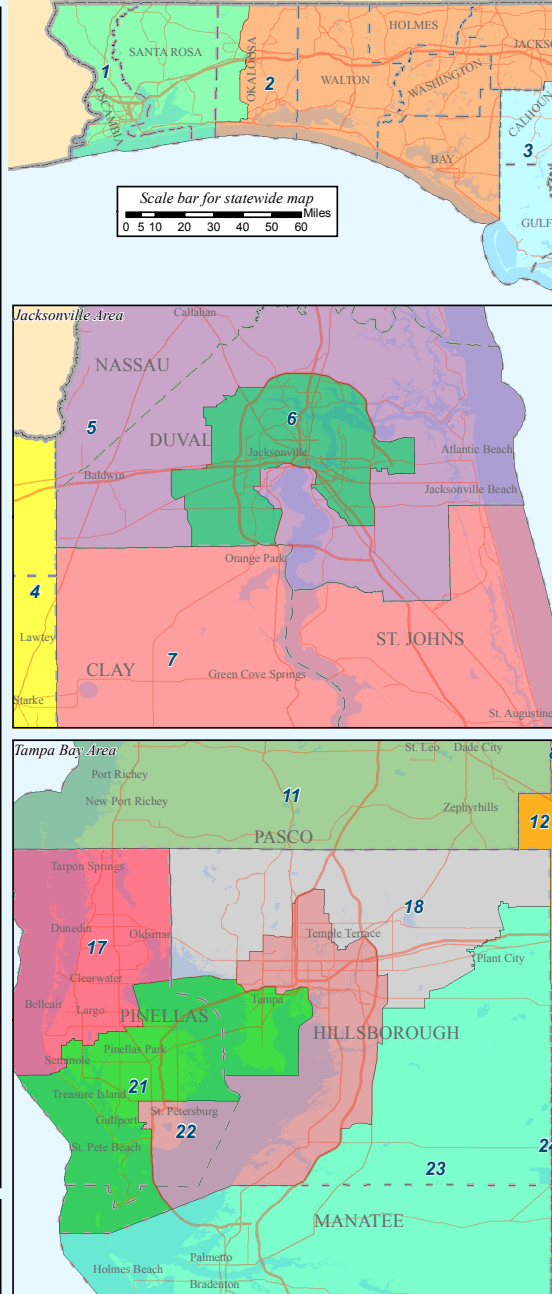 HOLMES
SANTA ROSA
JACKS
1
OKALOOSA
2
WALTON
WASHINGTON
ESCAMBIA
CALHOUN
3
BAY
GULF
Scale bar for statewide map
Miles
0 5 10 20 30 40 50 60
Jacksonville Area
Callahan
NASSAU
5
6
DUVAL
Jacksonville
Atlantic Beach
Baldwin
Jacksonville Beach
Orange Park
4
Lawtey
7
ST. JOHNS
CLAY
Green Cove Springs
Starke
St. Augustine
Tampa Bay Area
St. Leo Dade City
Port Richey
11
New Port Richey
Zephyrhills
12
PASCO
Tarpon Springs
18
Dunedin
Oldsmar
Temple Terrace
17
Plant City
Clearwater
Belleair
Largo
Tampa
PINELLAS
HILLSBOROUGH
Pinellas Park
Seminole
21
Treasure Island
St. Petersburg
Gulfport
22
St. Pete Beach
24
23
MANATEE
Palmetto
Holmes Beach
Bradenton